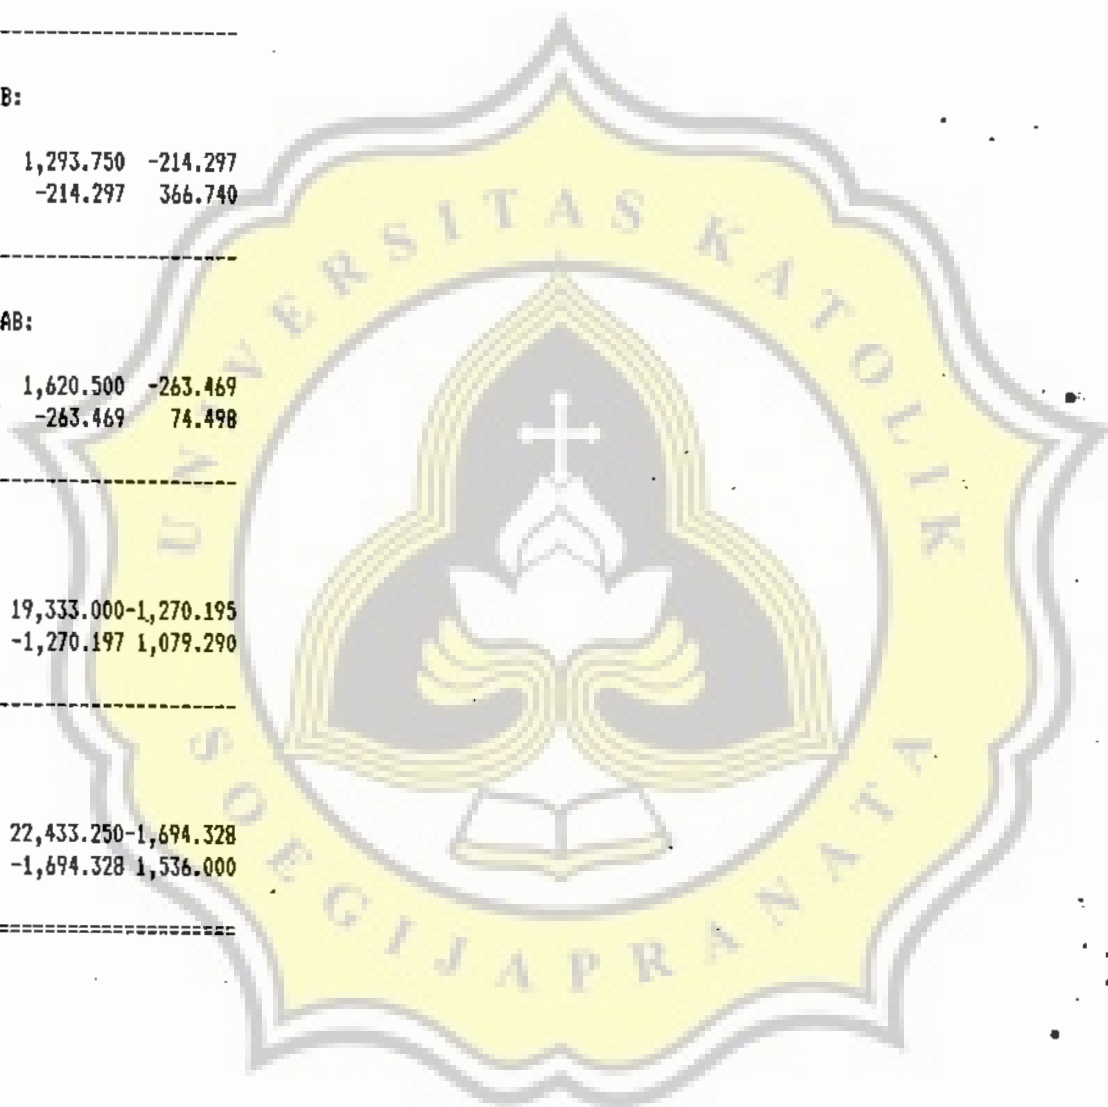 B:
1,293.750 -214.297
-214.297 366.740
AB:
1,620.500 -263.469
-263.469 74.498
19,333.000-1,270.195
-1,270.197 1,079.290
22,433.250-1,694.328
-1,694.328 1,536.000
UNIVERSITAS KATOLIK
SOEGIJAPRANATA